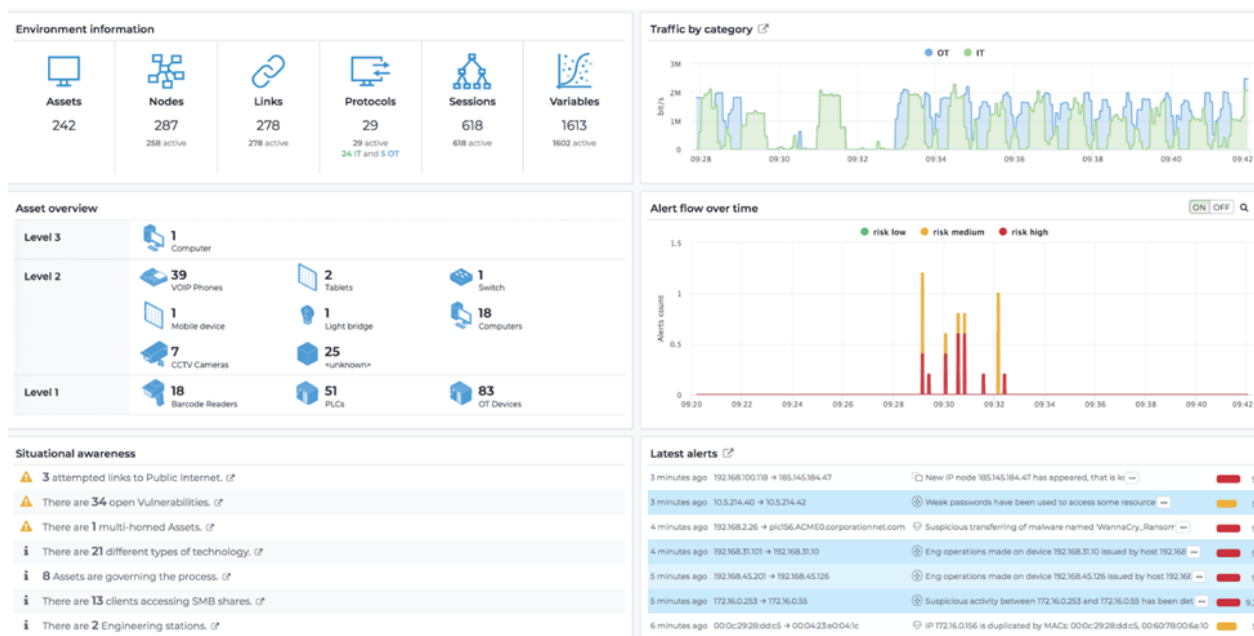 Environment information
Assets Nodes Links Protocols Sessions Variables
242 287 278 29 618 1613
258 active 278 active 29 active 618 active 1602 active
24 IT and 5 OT
Traffic by category
OT IT
3M
2M
1M
0
bit/s
09:28 09:30 09:32 09:34 09:36 09:38 09:40 09:42
Asset overview
Level 3
1
Computer
Level 2
39 2 1
VOIP Phones Tablets Switch
1 1 18
Mobile device Light bridge Computers
7 25
CCTV Cameras <unknown>
Level 1
18 51 83
Barcode Readers PLCs OT Devices
Alert flow over time
ON OFF
risk low risk medium risk high
1.5
1
0.5
0
Alerts count
09:20 09:22 09:24 09:26 09:28 09:30 09:32 09:34 09:36 09:38 09:40 09:42
Situational awareness
3 attempted links to Public Internet.
There are 34 open Vulnerabilities.
There are 1 multi-homed Assets.
There are 21 different types of technology.
8 Assets are governing the process.
There are 13 clients accessing SMB shares.
There are 2 Engineering stations.
Latest alerts
3 minutes ago 192.168.100.118 → 185.145.184.47 New IP node 185.145.184.47 has appeared, that is
3 minutes ago 10.5.214.40 → 10.5.214.42 Weak passwords have been used to access some resource
4 minutes ago 192.168.2.26 → plc156.ACME0.corporationnet.com Suspicious transferring of malware named 'WannaCry_Ransom
4 minutes ago 192.168.31.101 → 192.168.31.10 Eng operations made on device 192.168.31.10 issued by host 192.168
5 minutes ago 192.168.45.201 → 192.168.45.126 Eng operations made on device 192.168.45.126 issued by host
5 minutes ago 172.16.0.253 → 172.16.0.55 Suspicious activity between 172.16.0.253 and 172.16.0.55 has been det
6 minutes ago 00:0c:29:28:dd:c5 → 00:04:23:e0:04:1c IP 172.16.0.156 is duplicated by MACs: 00:0c:29:28:dd:c5, 00:60:78:00:6a:10